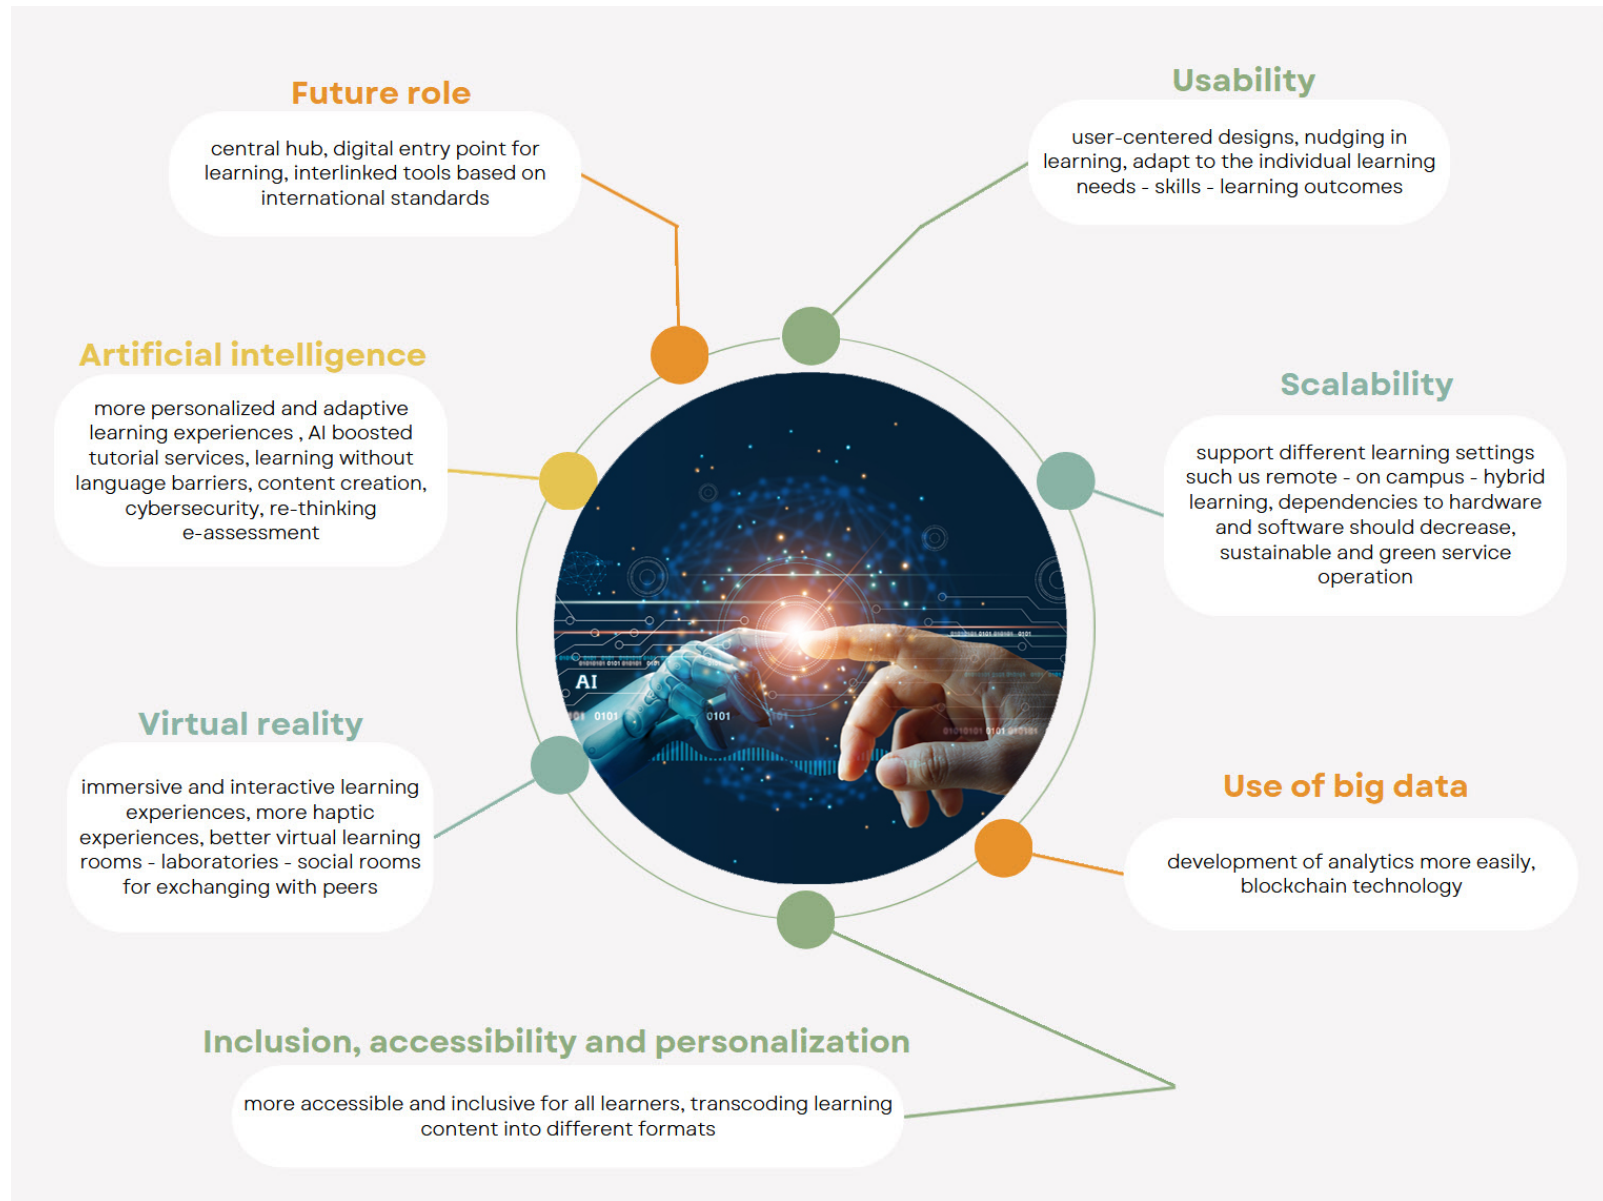 Future role
central hub, digital entry point for
learning, interlinked tools based on
international standards
Usability
user-centered designs, nudging in
learning, adapt to the individual learning
needs - skills - learning outcomes
Artificial intelligence
more personalized and adaptive
learning experiences , AI boosted
tutorial services, learning without
language barriers, content creation,
cybersecurity, re-thinking
e-assessment
Scalability
support different learning settings
such us remote - on campus - hybrid
learning, dependencies to hardware
and software should decrease,
sustainable and green service
operation
AI
0101
0101
Virtual reality
immersive and interactive learning
experiences, more haptic
experiences, better virtual learning
rooms - laboratories - social rooms
for exchanging with peers
Use of big data
development of analytics more easily,
blockchain technology
Inclusion, accessibility and personalization
more accessible and inclusive for all learners, transcoding learning
content into different formats